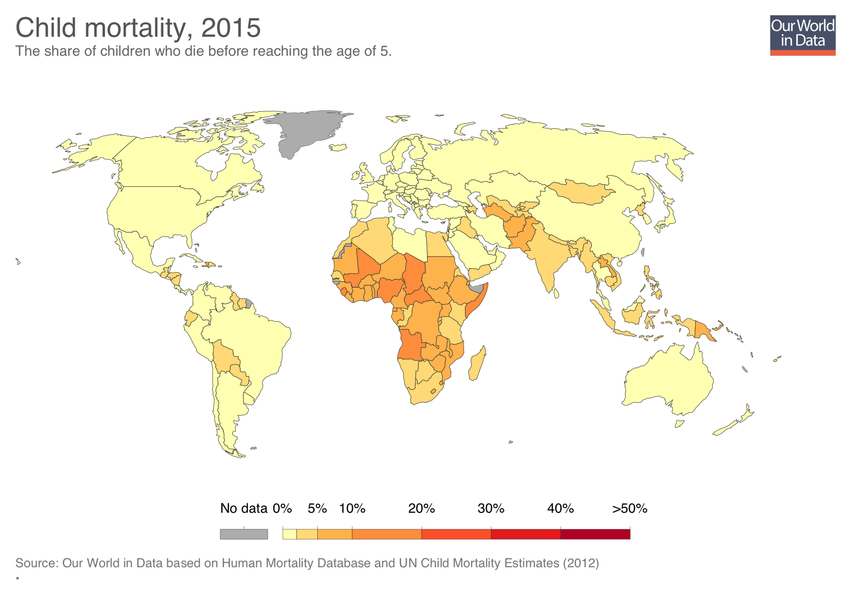 Child mortality, 2015
The share of children who die before reaching the age of 5.
Our World
in Data
No data 0% 5% 10% 20% 30% 40% >50%
Source: Our World in Data based on Human Mortality Database and UN Child Mortality Estimates (2012)